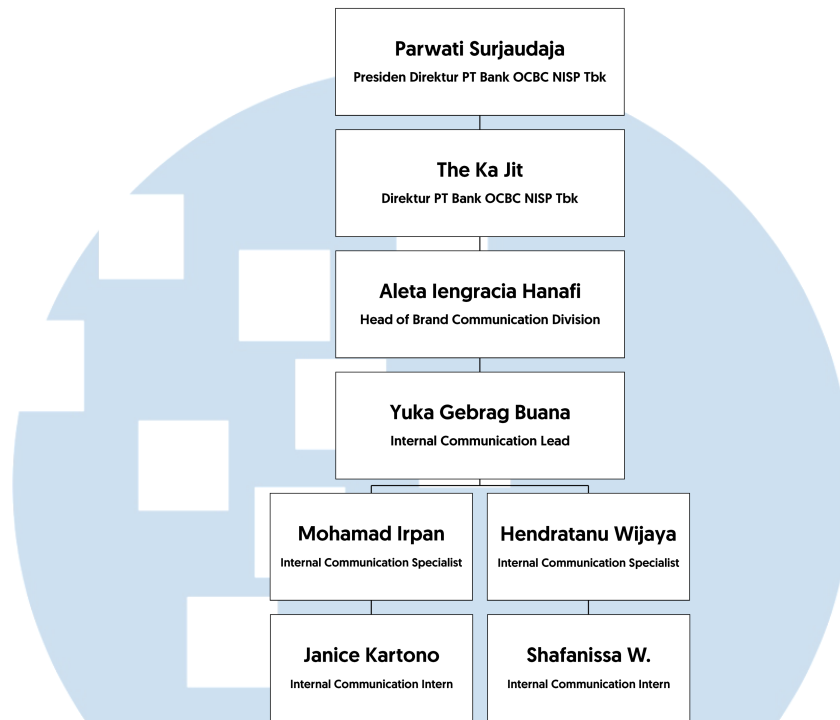 Parwati Surjaudaja
Presiden Direktur PT Bank OCBC NISP Tbk
The Ka Jit
Direktur PT Bank OCBC NISP Tbk
Aleta Iengracia Hanafi
Head of Brand Communication Division
Yuka Gebrag Buana
Internal Communication Lead
Mohamad Irpan
Internal Communication Specialist
Hendratanu Wijaya
Internal Communication Specialist
Janice Kartono
Internal Communication Intern
Shafanissa W.
Internal Communication Intern